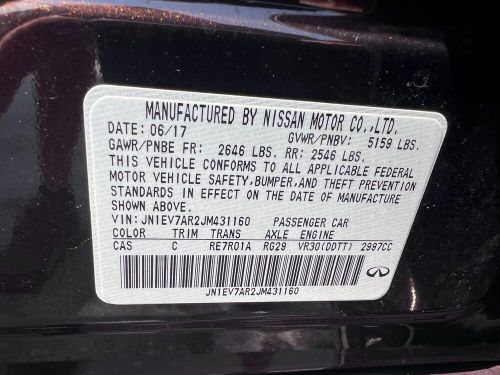 MANUFACTURED BY NISSAN MOTOR CO.,LTD.
DATE: 06/17 GVWR/PNBV: 5159 LBS.
GAWR/PNBE FR: 2646 LBS. RR: 2546 LBS.
THIS VEHICLE CONFORMS TO ALL APPLICABLE FEDERAL
MOTOR VEHICLE SAFETY, BUMPER, AND THEFT PREVENTION
STANDARDS IN EFFECT ON THE DATE OF MANUFACTURE
SHOWN ABOVE.
VIN: JN1EV7AR2JM431160 PASSENGER CAR
COLOR TRIM TRANS AXLE ENGINE
CAS C RE7R01A RG29 VR30(DDTT) 2997CC
JN1EV7AR2JM431160